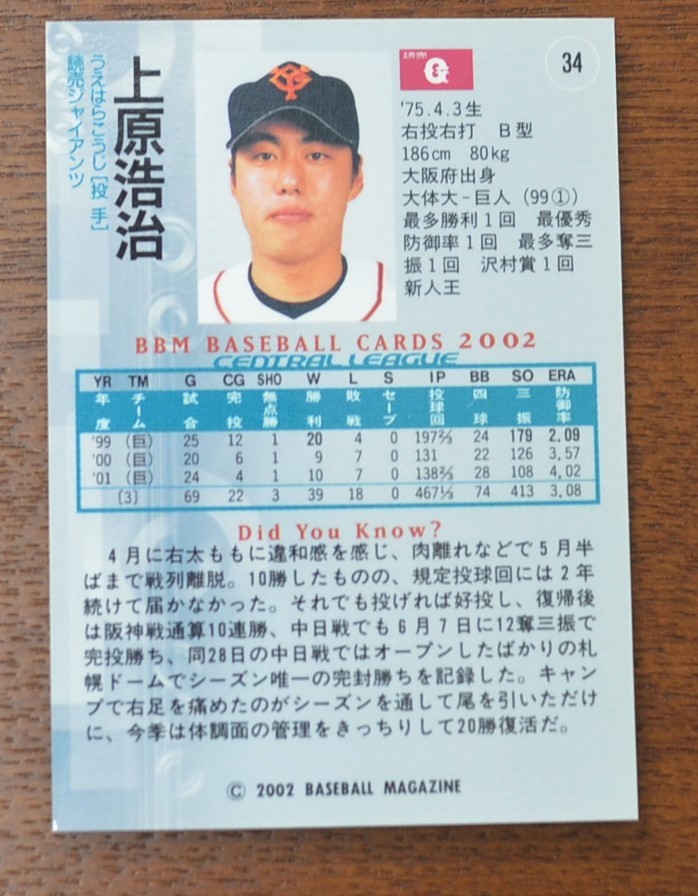 34
上原浩治
うえはらこうじ[投 手]
読売ジャイアンツ
YG
G
'75.4.3生
右投右打 B型
186cm 80kg
大阪府出身
大体大－巨人(99①)
最多勝利1回 最優秀
防御率1回 最多奪三
振1回 沢村賞1回
新人王
BBM BASEBALL CARDS 2002
CENTRAL LEAGUE
YR TM G CG SHO W L S IP BB SO ERA
年度 チーム 試合 完投 無点勝 勝利 敗戦 セーブ 投球回 四球 三振 防御率
'99 (巨) 25 12 1 20 4 0 197⅔ 24 179 2.09
'00 (巨) 20 6 1 9 7 0 131 22 126 3.57
'01 (巨) 24 4 1 10 7 0 138⅔ 28 108 4.02
[3] 69 22 3 39 18 0 467⅓ 74 413 3.08
Did You Know?
4月に右太ももに違和感を感じ、肉離れなどで5月半
ばまで戦列離脱。10勝したものの、規定投球回には2年
続けて届かなかった。それでも投げれば好投し、復帰後
は阪神戦通算10連勝、中日戦でも6月7日に12奪三振で
完投勝ち、同28日の中日戦ではオープンしたばかりの札
幌ドームでシーズン唯一の完封勝ちを記録した。キャン
プで右足を痛めたのがシーズンを通して尾を引いただけ
に、今季は体調面の管理をきっちりして20勝復活だ。
© 2002 BASEBALL MAGAZINE